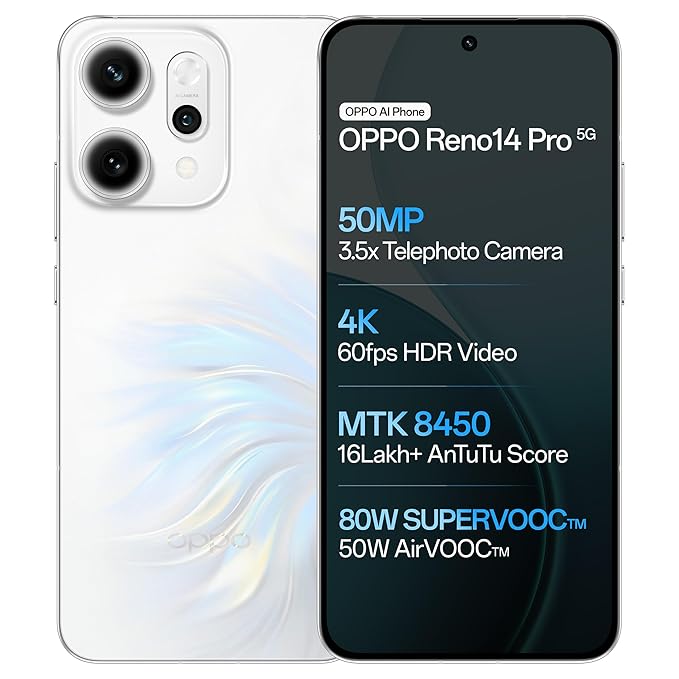 OPPO AI Phone
OPPO Reno14 Pro 5G
50MP
3.5x Telephoto Camera
4K
60fps HDR Video
MTK 8450
16Lakh+ AnTuTu Score
80W SUPERVOOC™
50W AirVOOC™
oppo